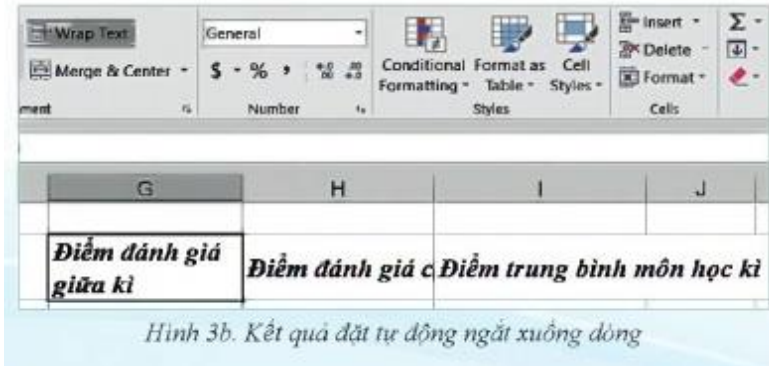 Wrap Text
General
Insert
Σ
Merge & Center
$ - % ,
Conditional Formatting
Format as Table
Cell Styles
Delete
Format
ment
Number
Styles
Cells
G H I J
Điểm đánh giá
giữa kì
Điểm đánh giá c
Điểm trung bình môn học kì
Hình 3b. Kết quả đặt tự động ngắt xuống dòng